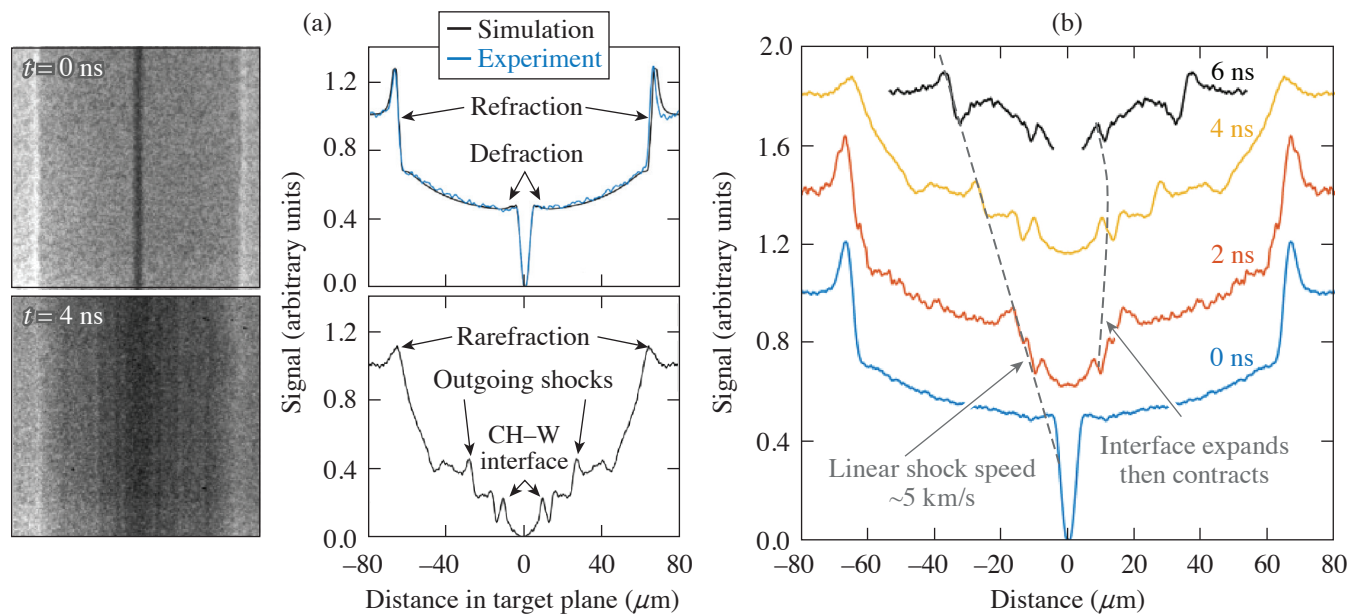 (a)
(b)
t = 0 ns
t = 4 ns
Simulation
Experiment
Refraction
Defraction
1.2
0.8
0.4
0.0
Rarefraction
Outgoing shocks
CH–W
interface
1.2
0.8
0.4
0.0
Signal (arbitrary units)
–80
–40
0
40
80
Distance in target plane (μm)
2.0
1.6
1.2
0.8
0.4
0.0
Signal (arbitrary units)
6 ns
4 ns
2 ns
0 ns
Linear shock speed
~5 km/s
Interface expands
then contracts
–80
–60
–40
–20
0
20
40
60
80
Distance (μm)